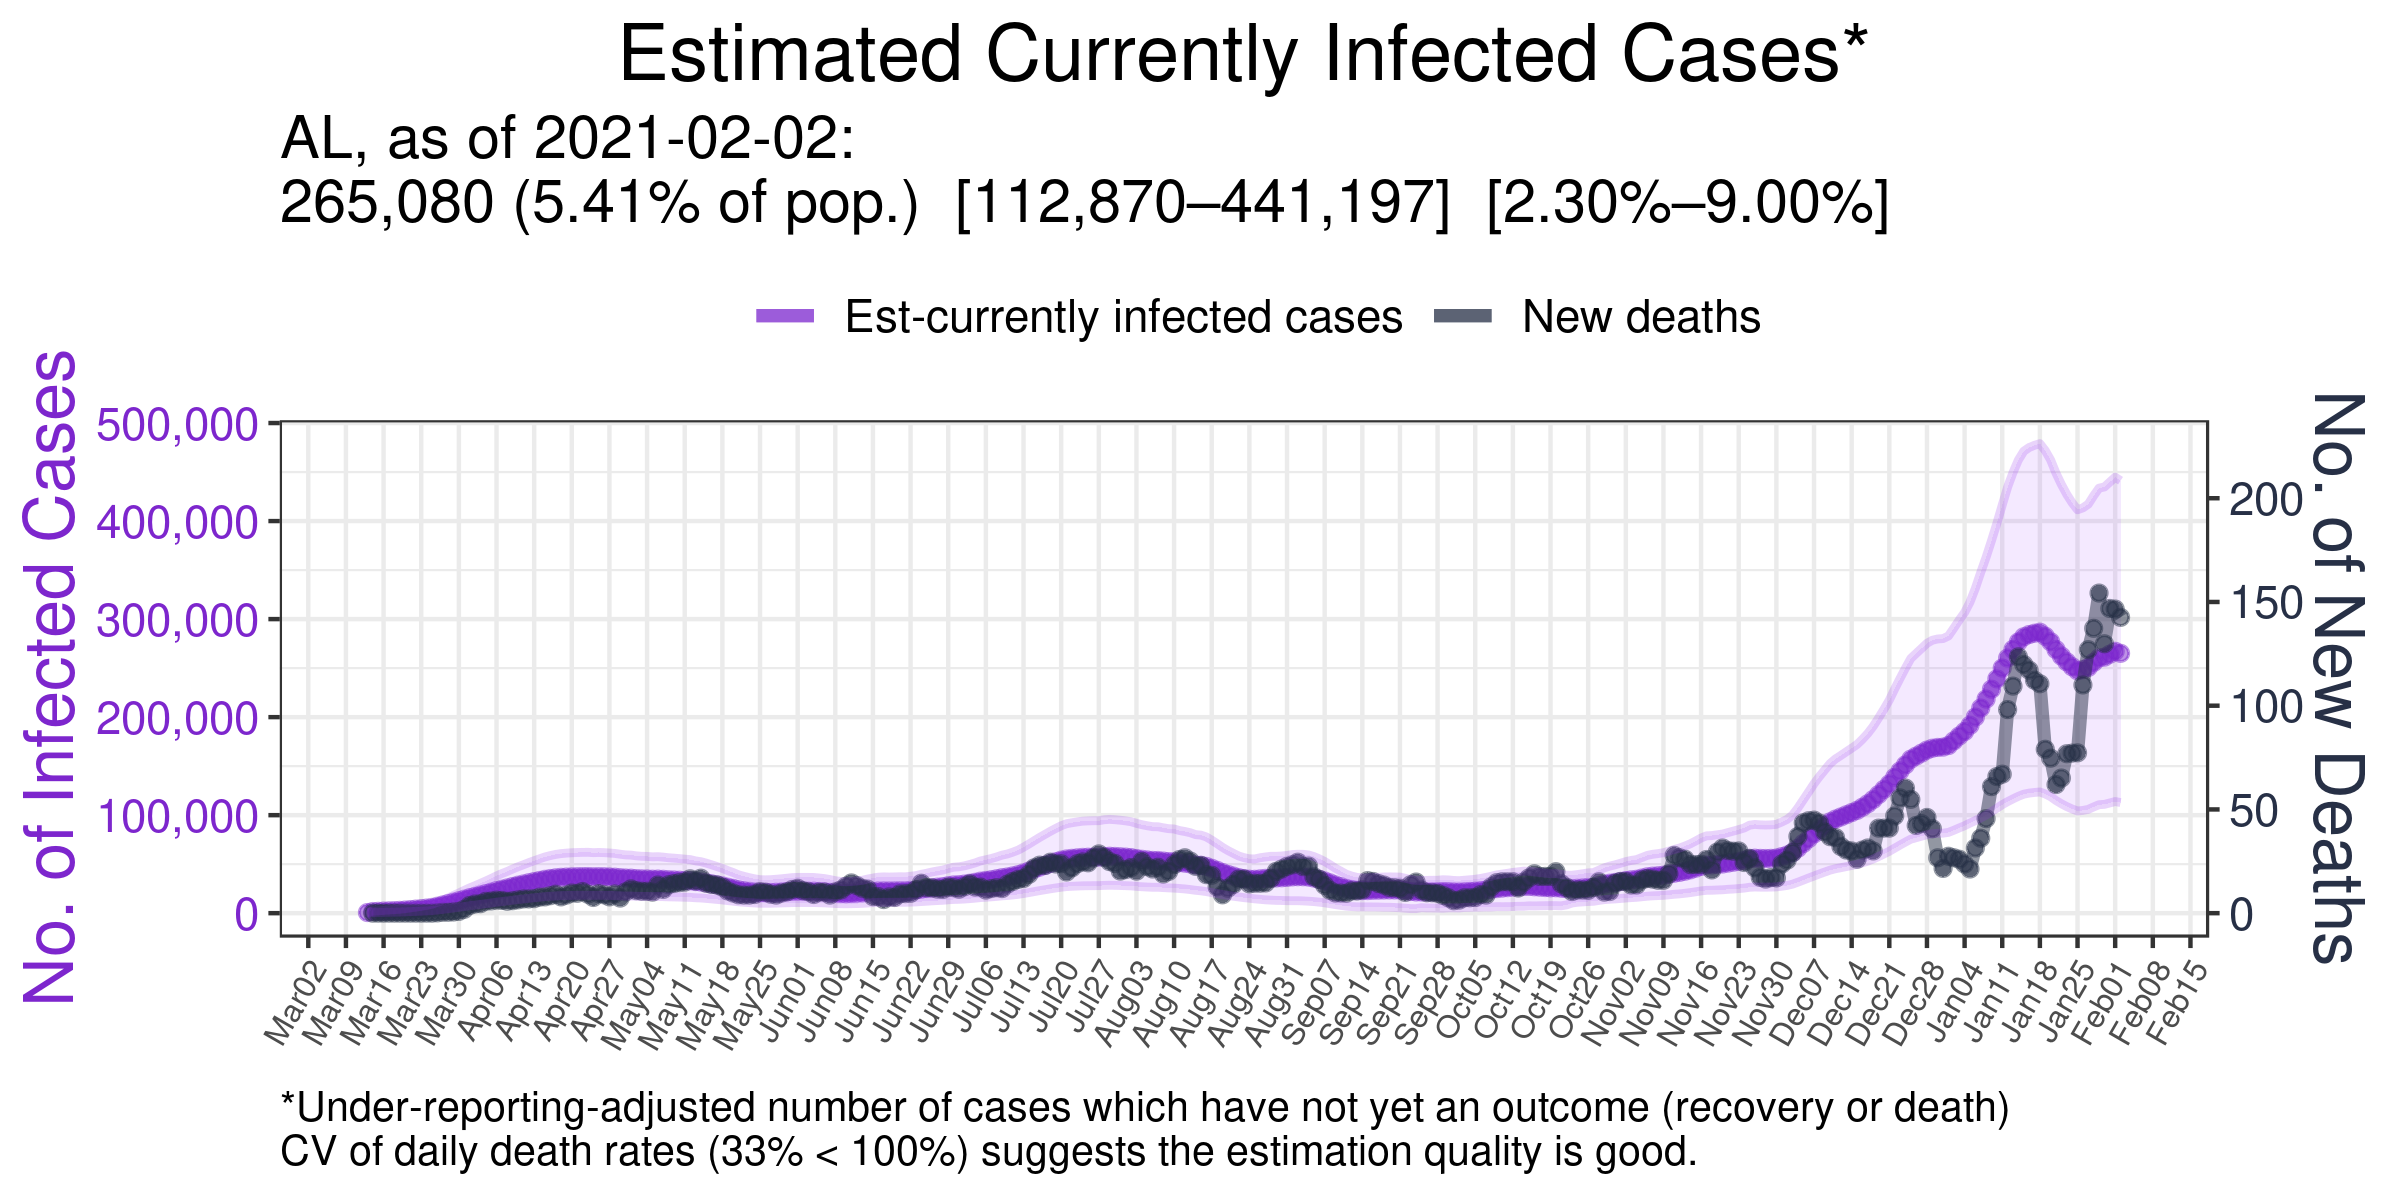 Estimated Currently Infected Cases*
AL, as of 2021-02-02:
265,080 (5.41% of pop.) [112,870–441,197] [2.30%–9.00%]
Est-currently infected cases
New deaths
No. of Infected Cases
500,000
400,000
300,000
200,000
100,000
0
200
150
100
50
0
No. of New Deaths
Mar02
Mar09
Mar16
Mar23
Mar30
Apr06
Apr13
Apr20
Apr27
May04
May11
May18
May25
Jun01
Jun08
Jun15
Jun22
Jun29
Jul06
Jul13
Jul20
Jul27
Aug03
Aug10
Aug17
Aug24
Aug31
Sep07
Sep14
Sep21
Sep28
Oct05
Oct12
Oct19
Oct26
Nov02
Nov09
Nov16
Nov23
Nov30
Dec07
Dec14
Dec21
Dec28
Jan04
Jan11
Jan18
Jan25
Feb01
Feb08
Feb15
*Under-reporting-adjusted number of cases which have not yet an outcome (recovery or death)
CV of daily death rates (33% < 100%) suggests the estimation quality is good.